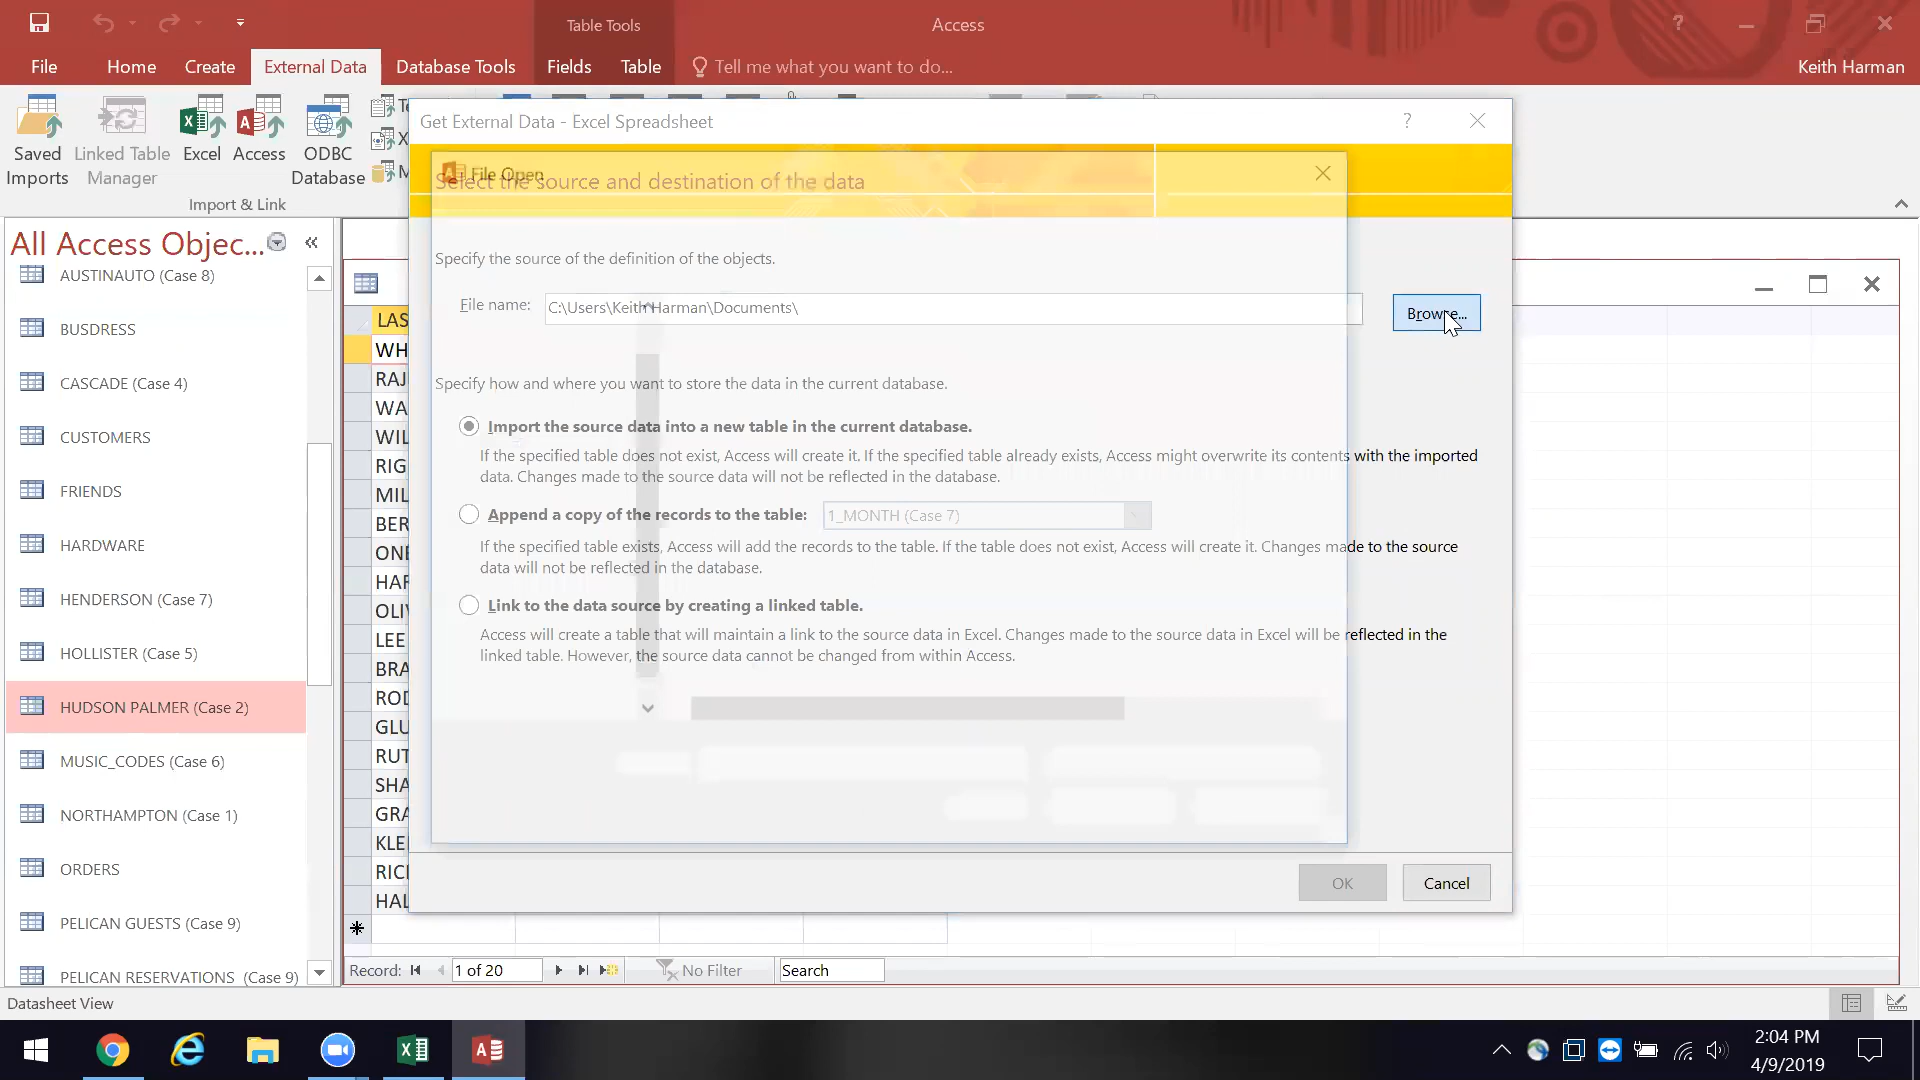 Table Tools
Access
File
Home
Create
External Data
Database Tools
Fields
Table
Tell me what you want to do...
Keith Harman
Saved Imports
Linked Table Manager
Excel
Access
ODBC Database
Import & Link
Get External Data - Excel Spreadsheet
File Open
Select the source and destination of the data
Specify the source of the definition of the objects.
File name:
C:\Users\Keith Harman\Documents\
Browse...
Specify how and where you want to store the data in the current database.
Import the source data into a new table in the current database.
If the specified table does not exist, Access will create it. If the specified table already exists, Access might overwrite its contents with the imported
data. Changes made to the source data will not be reflected in the database.
Append a copy of the records to the table:
1_MONTH (Case 7)
If the specified table exists, Access will add the records to the table. If the table does not exist, Access will create it. Changes made to the source
data will not be reflected in the database.
Link to the data source by creating a linked table.
Access will create a table that will maintain a link to the source data in Excel. Changes made to the source data in Excel will be reflected in the
linked table. However, the source data cannot be changed from within Access.
OK
Cancel
All Access Objec...
AUSTINAUTO (Case 8)
BUSDRESS
CASCADE (Case 4)
CUSTOMERS
FRIENDS
HARDWARE
HENDERSON (Case 7)
HOLLISTER (Case 5)
HUDSON PALMER (Case 2)
MUSIC_CODES (Case 6)
NORTHAMPTON (Case 1)
ORDERS
PELICAN GUESTS (Case 9)
PELICAN RESERVATIONS (Case 9)
LAS
WH
RAJ
WA
WIL
RIG
MIL
BER
ONE
HAR
OLIV
LEE
BRA
ROD
GLU
RUT
SHA
GRA
KLE
RIC
HAL
Record:
1 of 20
No Filter
Search
Datasheet View
2:04 PM
4/9/2019